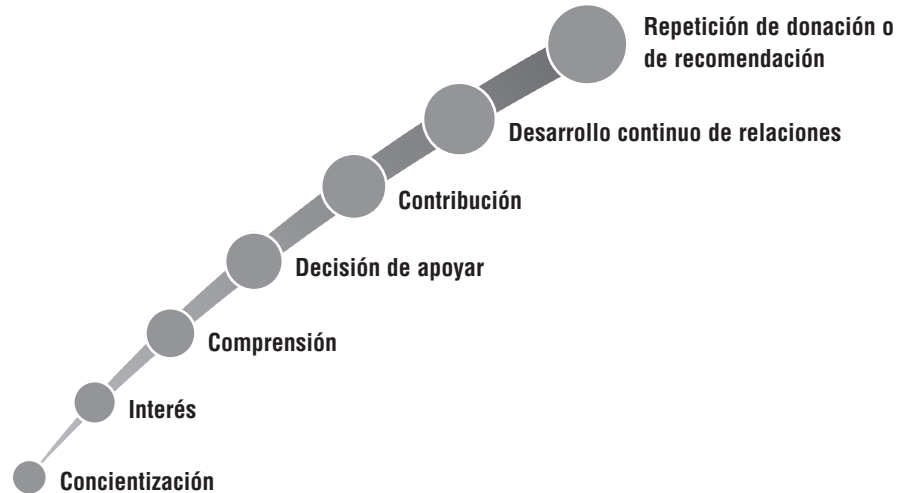 Repetición de donación o
de recomendación
Desarrollo continuo de relaciones
Contribución
Decisión de apoyar
Comprensión
Interés
Concientización